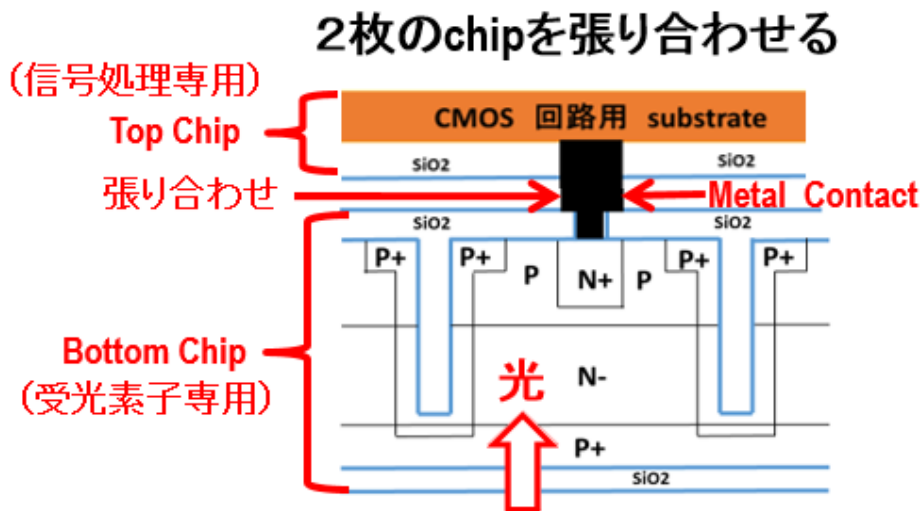 2枚のchipを張り合わせる
(信号処理専用)
Top Chip
CMOS 回路用 substrate
SiO2 SiO2
張り合わせ
Metal Contact
SiO2 SiO2
P+ P+ P N+ P P+ P+
Bottom Chip
(受光素子専用)
光 N-
P+
SiO2